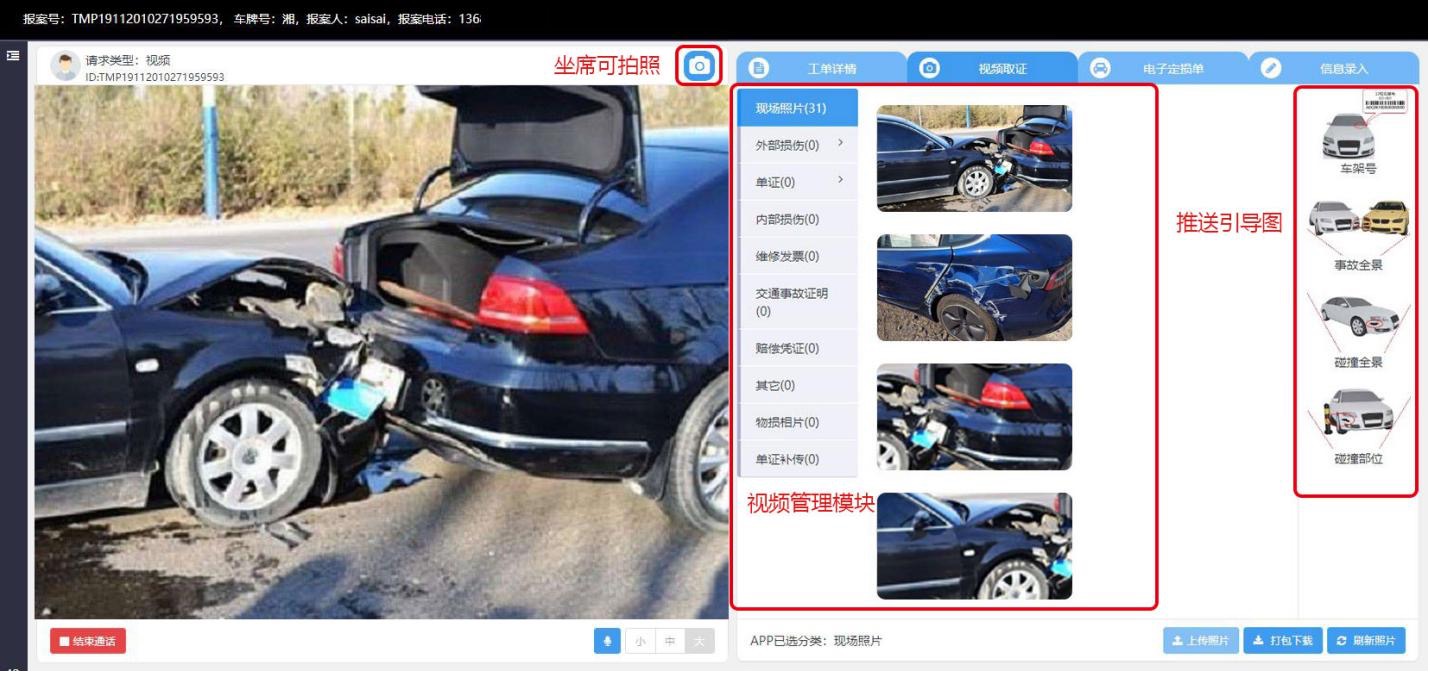 报案号：TMP19112010271959593，车牌号：湘，报案人：saisai，报案电话：136
请求类型：视频
ID:TMP19112010271959593
坐席可拍照
工单详情
视频取证
电子定损单
信息录入
现场照片(31)
外部损伤(0)
单证(0)
内部损伤(0)
维修发票(0)
交通事故证明
(0)
赔偿凭证(0)
其它(0)
物损相片(0)
单证补传(0)
视频管理模块
推送引导图
车架号
事故全景
碰撞全景
碰撞部位
结束通话
小
中
大
APP已选分类：现场照片
上传照片
打包下载
刷新照片